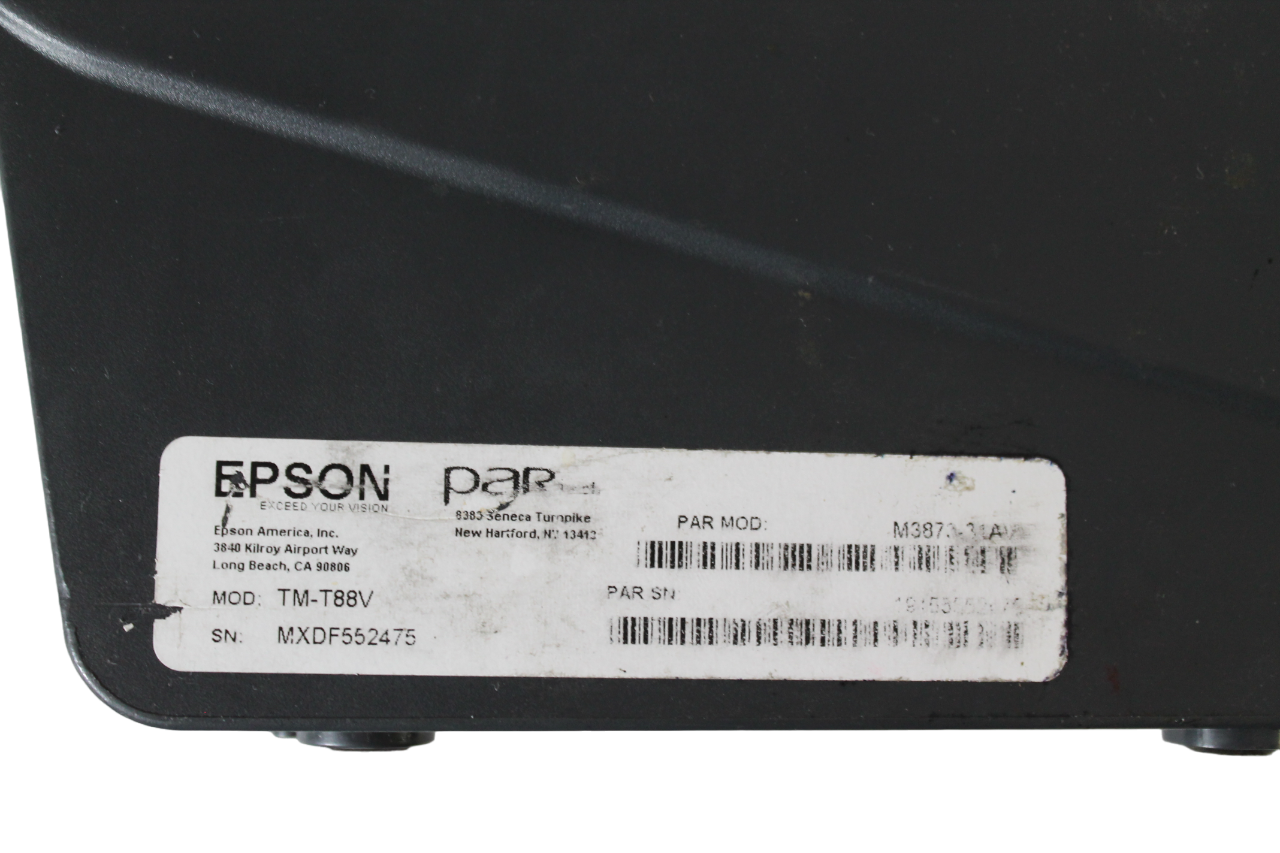 EPSON
EXCEED YOUR VISION
Epson America, Inc.
3840 Kilroy Airport Way
Long Beach, CA 90806
MOD: TM-T88V
SN: MXDF552475
par
8383 Seneca Turnpike
New Hartford, NY 13412
PAR MOD:
PAR SN